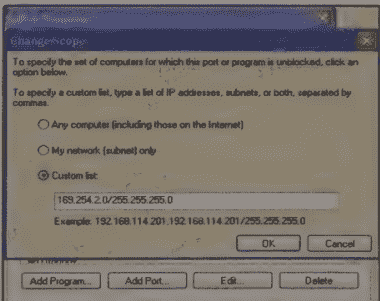 Change Scope
To specify the set of computers for which this port or program is unblocked, click an
option below.
To specify a custom list, type a list of IP addresses, subnets, or both, separated by
commas.
Any computer (including those on the Internet)
My network (subnet) only
Custom list:
169.254.2.0/255.255.255.0
Example: 192.168.114.201,192.168.114.201/255.255.255.0
OK
Cancel
Add Program...
Add Port...
Edit...
Delete